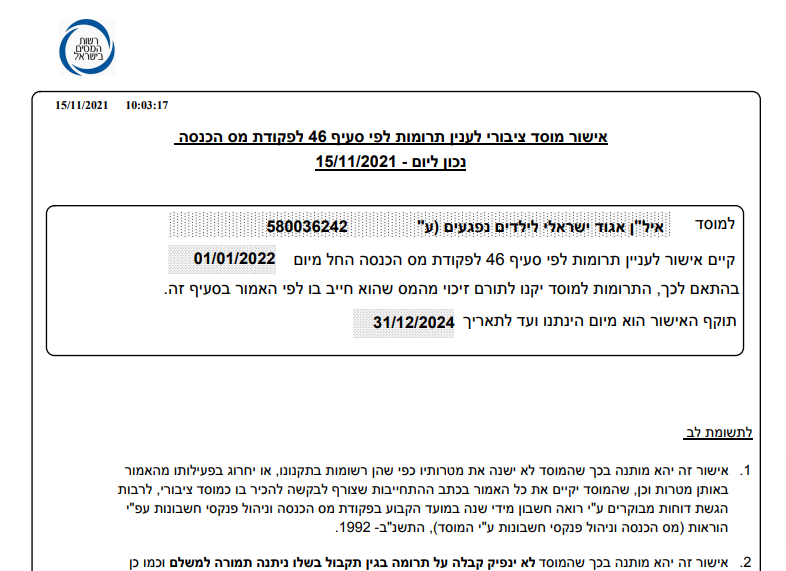 רשות
המסים
בישראל
15/11/2021 10:03:17
אישור מוסד ציבורי לענין תרומות לפי סעיף 46 לפקודת מס הכנסה
נכון ליום - 15/11/2021
למוסד איל"ן אגוד ישראלי לילדים נפגעים (ע" 580036242
קיים אישור לעניין תרומות לפי סעיף 46 לפקודת מס הכנסה החל מיום 01/01/2022
בהתאם לכך, התרומות למוסד יקנו לתורם זיכוי מהמס שהוא חייב בו לפי האמור בסעיף זה.
תוקף האישור הוא מיום הינתנו ועד לתאריך 31/12/2024
לתשומת לב
1. אישור זה יהא מותנה בכך שהמוסד לא ישנה את מטרותיו כפי שהן רשומות בתקנונו, או יחרוג בפעילותו מהאמור
באותן מטרות וכן, שהמוסד יקיים את כל האמור בכתב ההתחייבות שצורף לבקשה להכיר בו כמוסד ציבורי, לרבות
הגשת דוחות מבוקרים ע"י רואה חשבון מידי שנה במועד הקבוע בפקודת מס הכנסה וניהול פנקסי חשבונות עפ"י
הוראות (מס הכנסה וניהול פנקסי חשבונות ע"י המוסד), התשנ"ב- 1992.
2. אישור זה יהא מותנה בכך שהמוסד לא ינפיק קבלה על תרומה בגין תקבול בשלו ניתנה תמורה למשלם וכמו כן